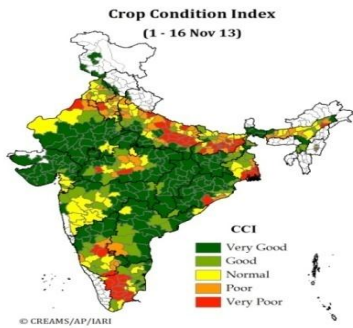 Crop Condition Index
(1 - 16 Nov 13)
CCI
Very Good
Good
Normal
Poor
Very Poor
© CREAMS/AP/IARI